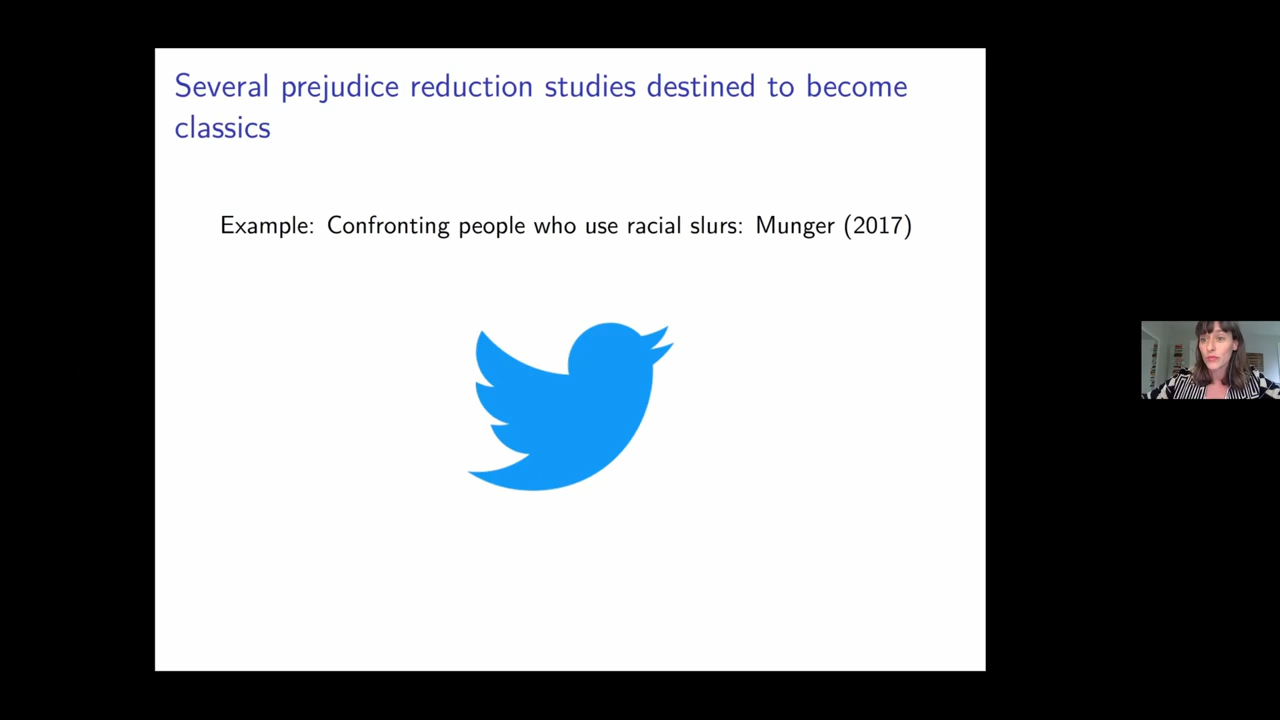 Several prejudice reduction studies destined to become
classics
Example: Confronting people who use racial slurs: Munger (2017)